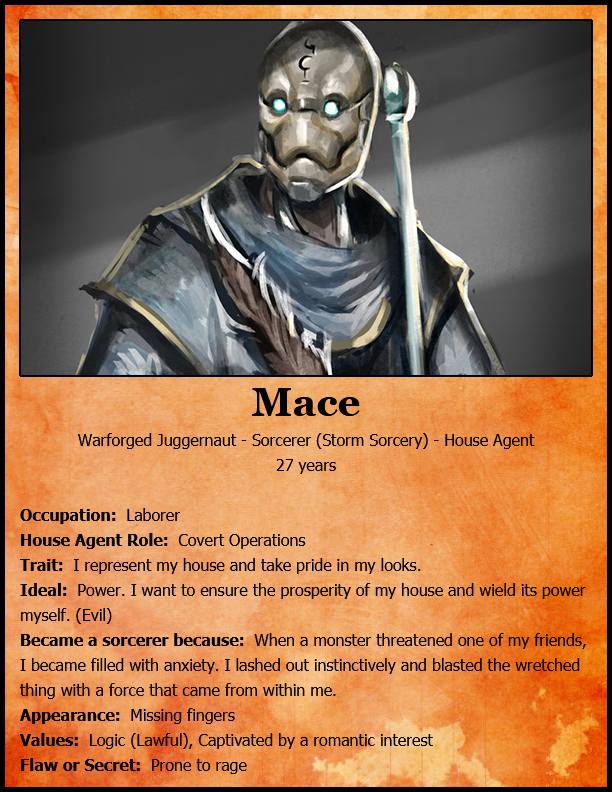 Mace
Warforged Juggernaut - Sorcerer (Storm Sorcery) - House Agent
27 years
Occupation: Laborer
House Agent Role: Covert Operations
Trait: I represent my house and take pride in my looks.
Ideal: Power. I want to ensure the prosperity of my house and wield its power
myself. (Evil)
Became a sorcerer because: When a monster threatened one of my friends,
I became filled with anxiety. I lashed out instinctively and blasted the wretched
thing with a force that came from within me.
Appearance: Missing fingers
Values: Logic (Lawful), Captivated by a romantic interest
Flaw or Secret: Prone to rage